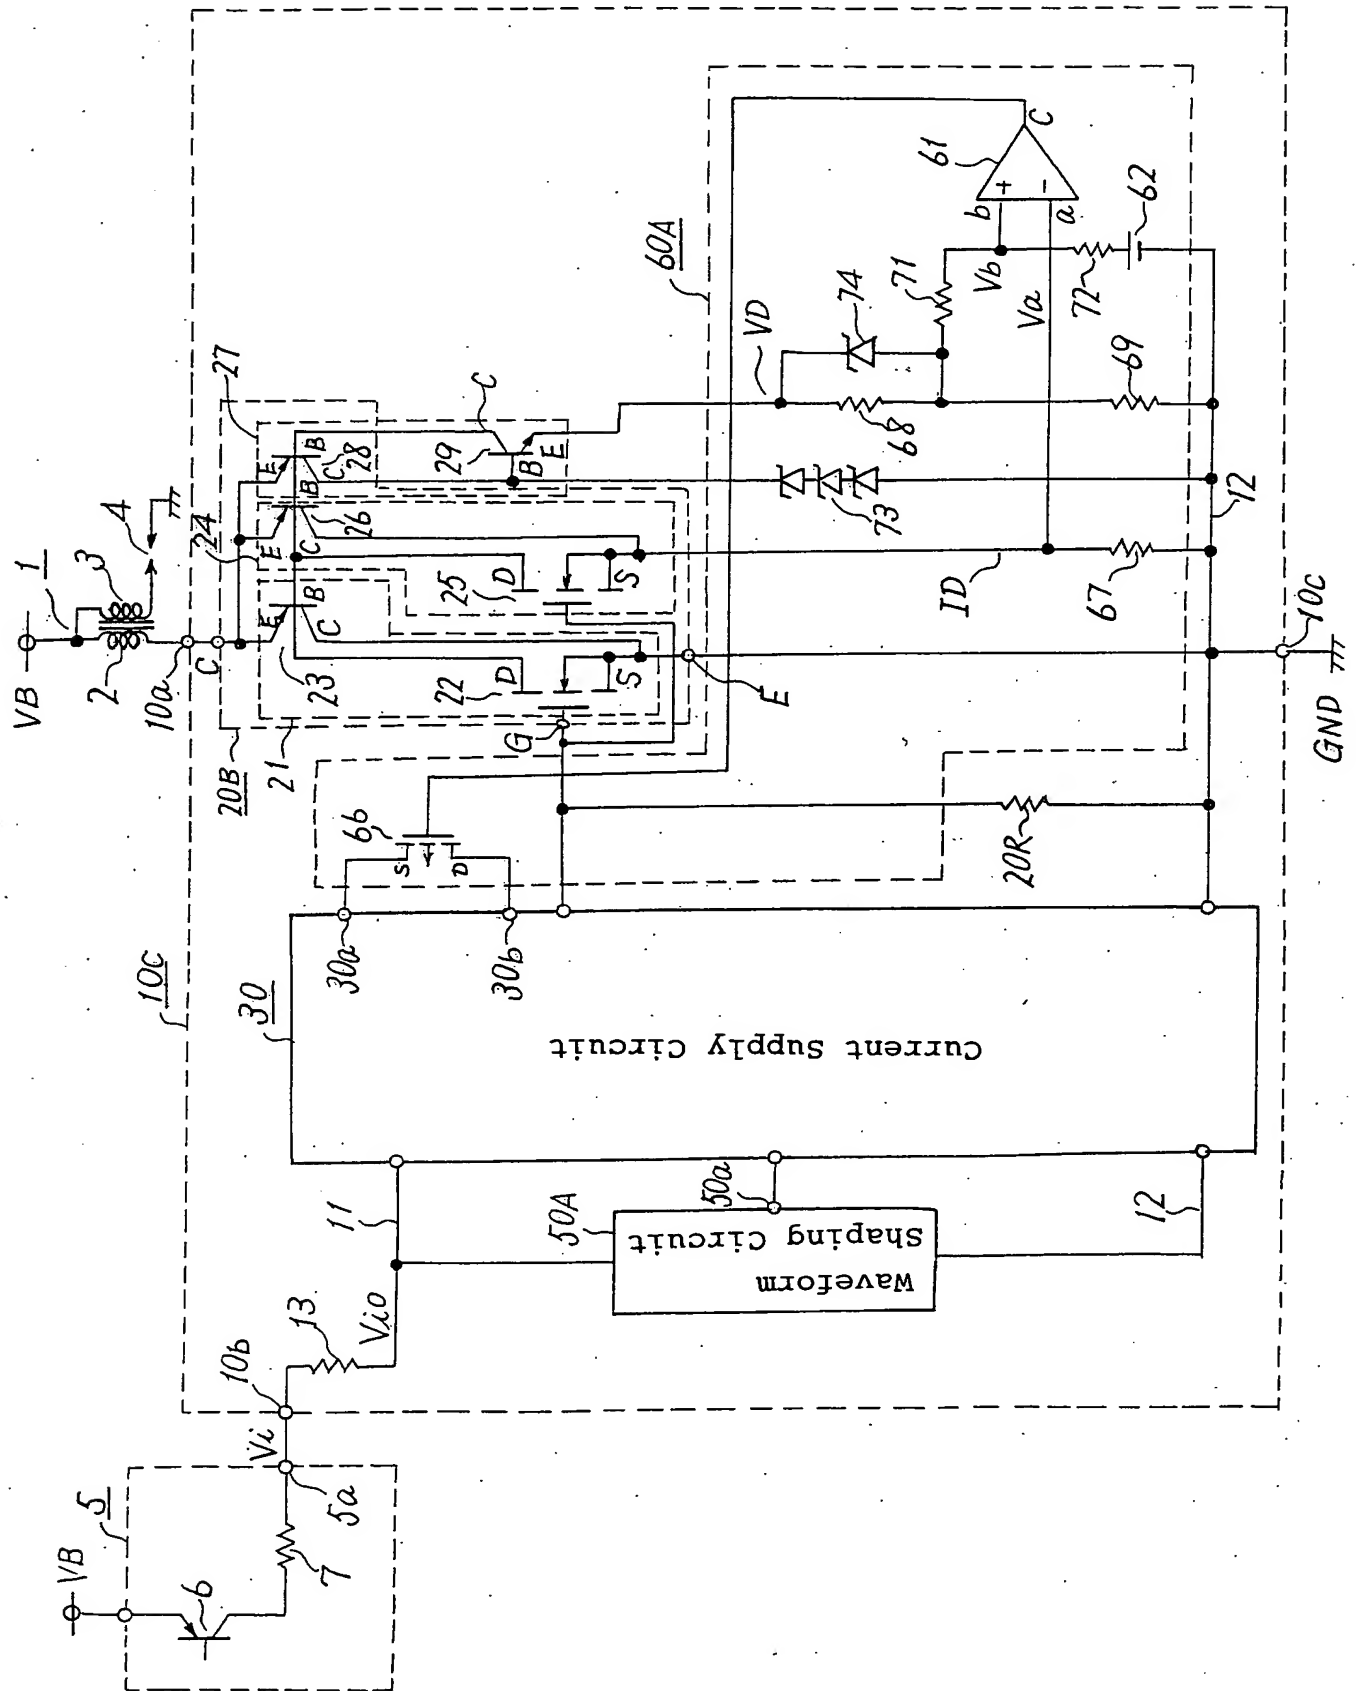 VB
1
2
3
4
10a
C
27
24
E
B
C
28
E
B
C
26
E
B
C
23
20B
21
22
D
S
25
D
S
29
C
B
E
G
E
60A
66
S
D
30a
30b
VD
74
68
71
73
ID
67
69
Va
Vb
72
62
61
b
a
+
−
C
12
10c
GND
20R
10C
30
Current Supply Circuit
11
50A
50a
Waveform
Shaping Circuit
12
13
Vio
10b
Vi
5a
5
VB
6
7